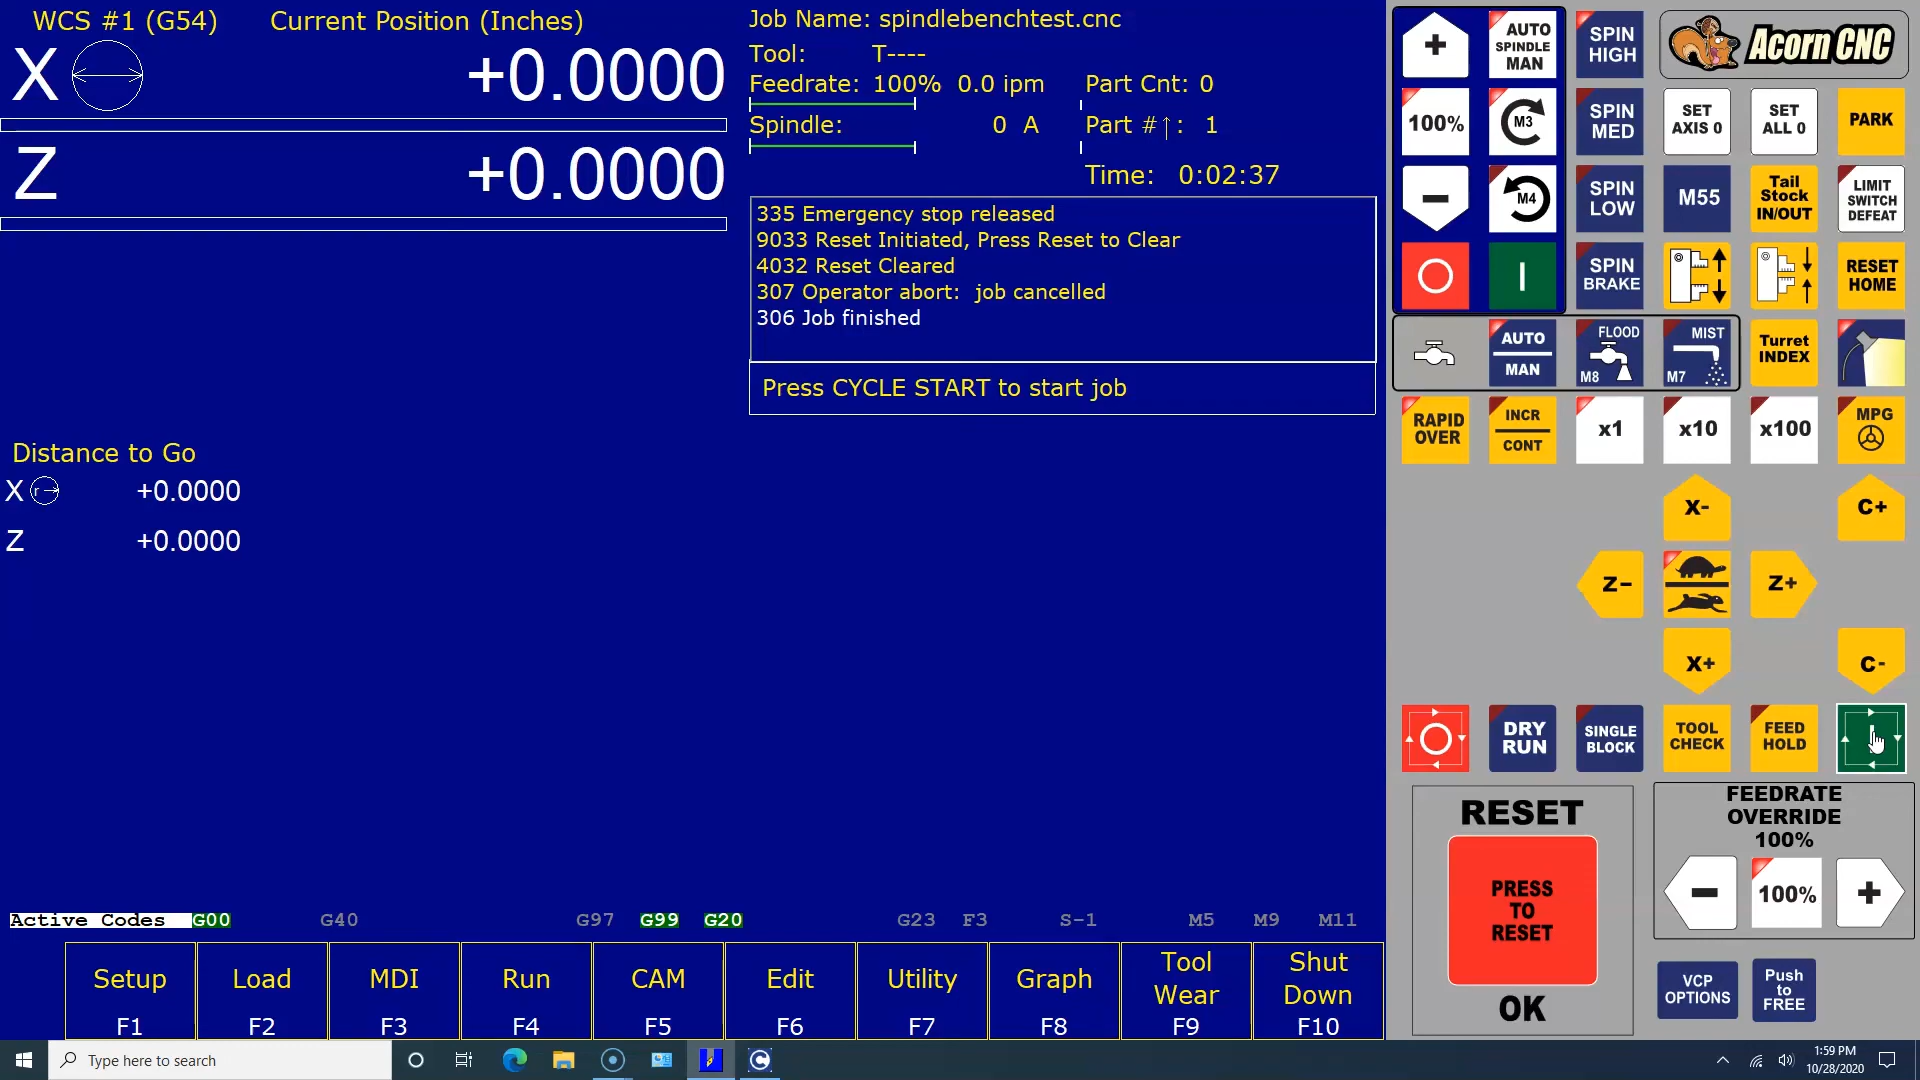 WCS #1 (G54) Current Position (Inches)
X +0.0000
Z +0.0000
Job Name: spindlebenchtest.cnc
Tool: T----
Feedrate: 100% 0.0 ipm Part Cnt: 0
Spindle: 0 A Part #↑: 1
Time: 0:02:37
335 Emergency stop released
9033 Reset Initiated, Press Reset to Clear
4032 Reset Cleared
307 Operator abort: job cancelled
306 Job finished
Press CYCLE START to start job
Distance to Go
X r +0.0000
Z +0.0000
Active Codes G00 G40 G97 G99 G20 G23 F3 S-1 M5 M9 M11
Setup F1
Load F2
MDI F3
Run F4
CAM F5
Edit F6
Utility F7
Graph F8
Tool
Wear
F9
Shut
Down
F10
+
AUTO
SPINDLE
MAN
SPIN
HIGH
Acorn CNC
100%
M3
SPIN
MED
SET
AXIS 0
SET
ALL 0
PARK
-
M4
SPIN
LOW
M55
Tail
Stock
IN/OUT
LIMIT
SWITCH
DEFEAT
SPIN
BRAKE
RESET
HOME
AUTO
MAN
FLOOD
M8
MIST
M7
Turret
INDEX
RAPID
OVER
INCR
CONT
x1
x10
x100
MPG
X-
C+
Z-
Z+
X+
C-
DRY
RUN
SINGLE
BLOCK
TOOL
CHECK
FEED
HOLD
RESET
PRESS
TO
RESET
OK
FEEDRATE
OVERRIDE
100%
-
100%
+
VCP
OPTIONS
Push
to
FREE
Type here to search
1:59 PM
10/28/2020